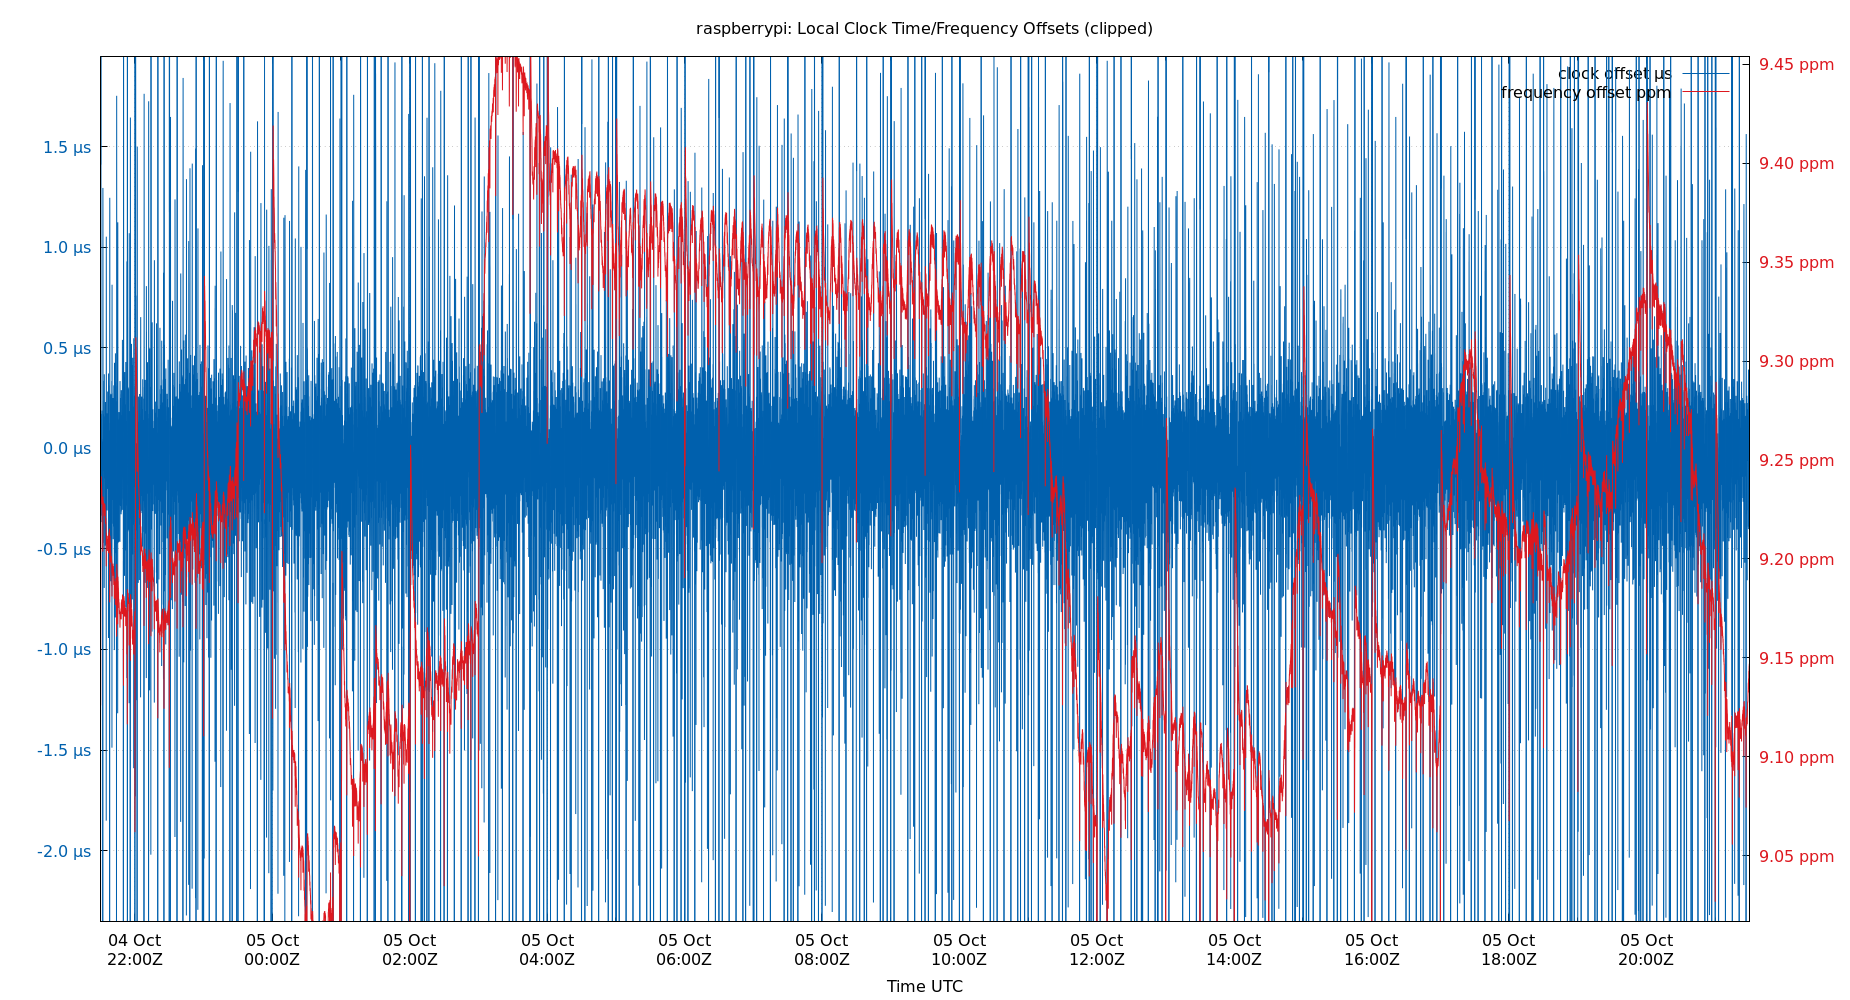 raspberrypi: Local Clock Time/Frequency Offsets (clipped)
clock offset µs
frequency offset ppm
1.5 µs
1.0 µs
0.5 µs
0.0 µs
-0.5 µs
-1.0 µs
-1.5 µs
-2.0 µs
9.45 ppm
9.40 ppm
9.35 ppm
9.30 ppm
9.25 ppm
9.20 ppm
9.15 ppm
9.10 ppm
9.05 ppm
04 Oct 05 Oct 05 Oct 05 Oct 05 Oct 05 Oct 05 Oct 05 Oct 05 Oct 05 Oct 05 Oct 05 Oct
22:00Z 00:00Z 02:00Z 04:00Z 06:00Z 08:00Z 10:00Z 12:00Z 14:00Z 16:00Z 18:00Z 20:00Z
Time UTC